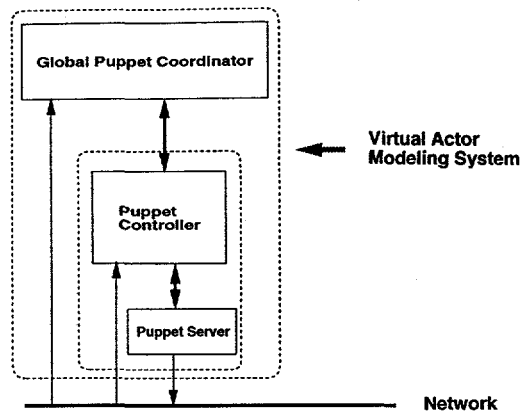 Global Puppet Coordinator
Virtual Actor
Modeling System
Puppet
Controller
Puppet Server
Network